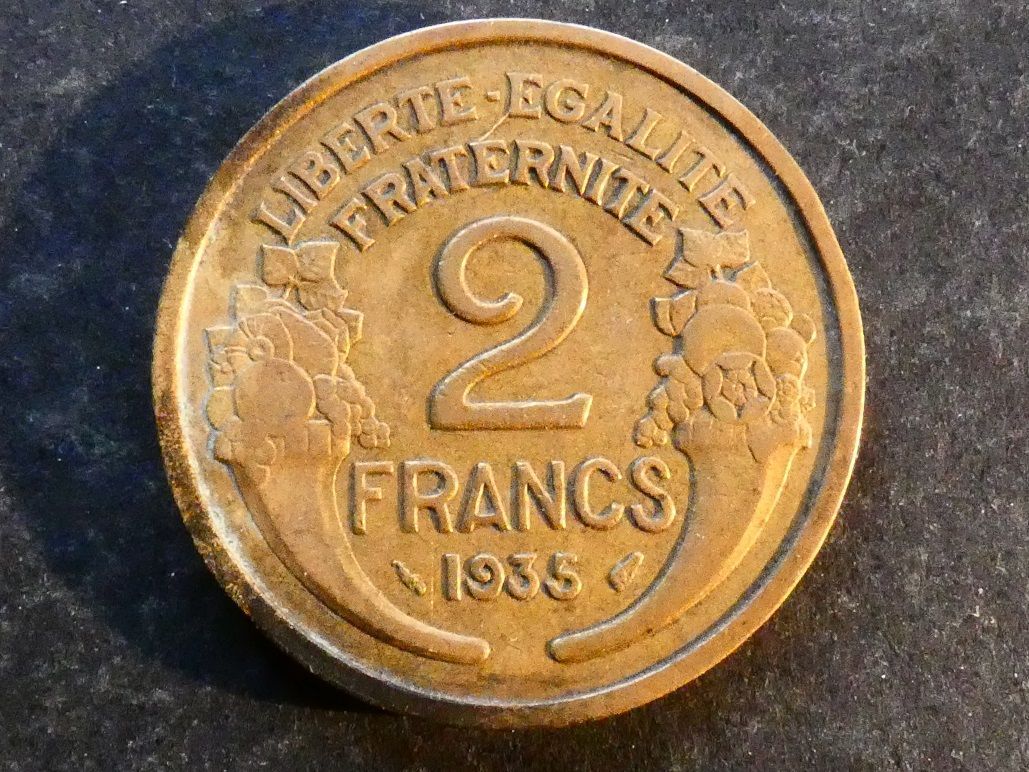 LIBERTE·EGALITE
FRATERNITE
2
FRANCS
1935